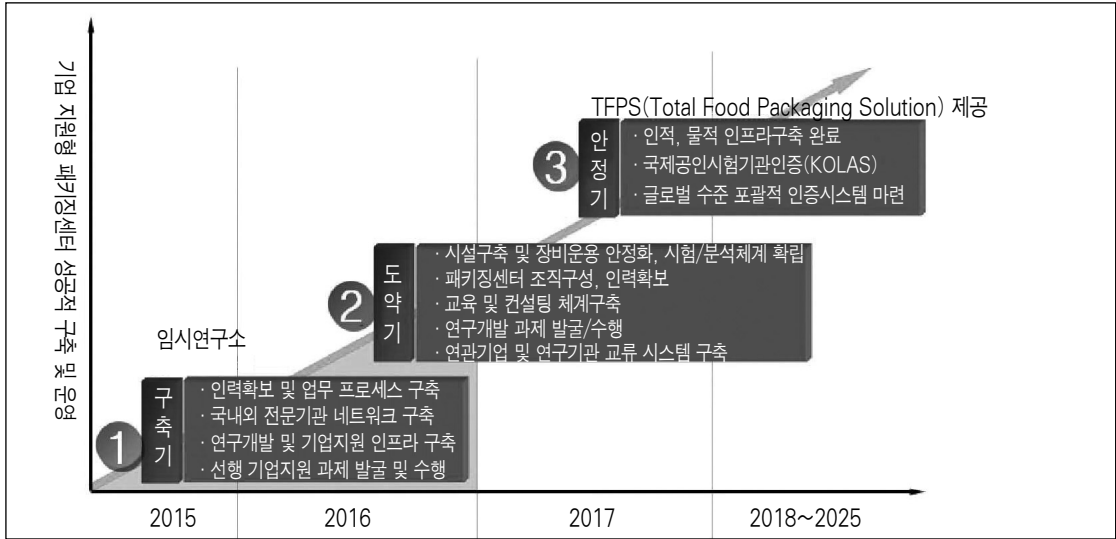 기업 지원형 패키징센터 성공적 구축 및 운영
TFPS(Total Food Packaging Solution) 제공
3
안정기
· 인적, 물적 인프라구축 완료
· 국제공인시험기관인증(KOLAS)
· 글로벌 수준 포괄적 인증시스템 마련
2
도약기
· 시설구축 및 장비운용 안정화, 시험/분석체계 확립
· 패키징센터 조직구성, 인력확보
· 교육 및 컨설팅 체계구축
· 연구개발 과제 발굴/수행
· 연관기업 및 연구기관 교류 시스템 구축
임시연구소
1
구축기
· 인력확보 및 업무 프로세스 구축
· 국내외 전문기관 네트워크 구축
· 연구개발 및 기업지원 인프라 구축
· 선행 기업지원 과제 발굴 및 수행
2015 2016 2017 2018~2025